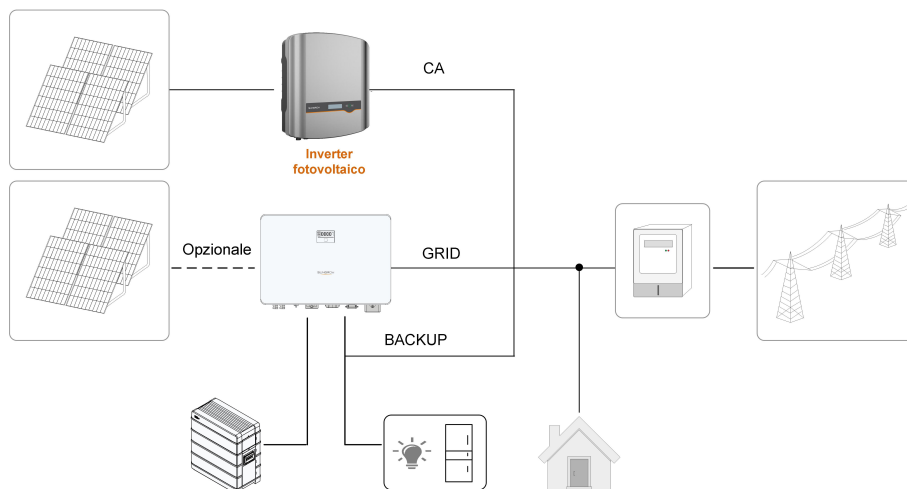 CA
Inverter
fotovoltaico
Opzionale
GRID
BACKUP